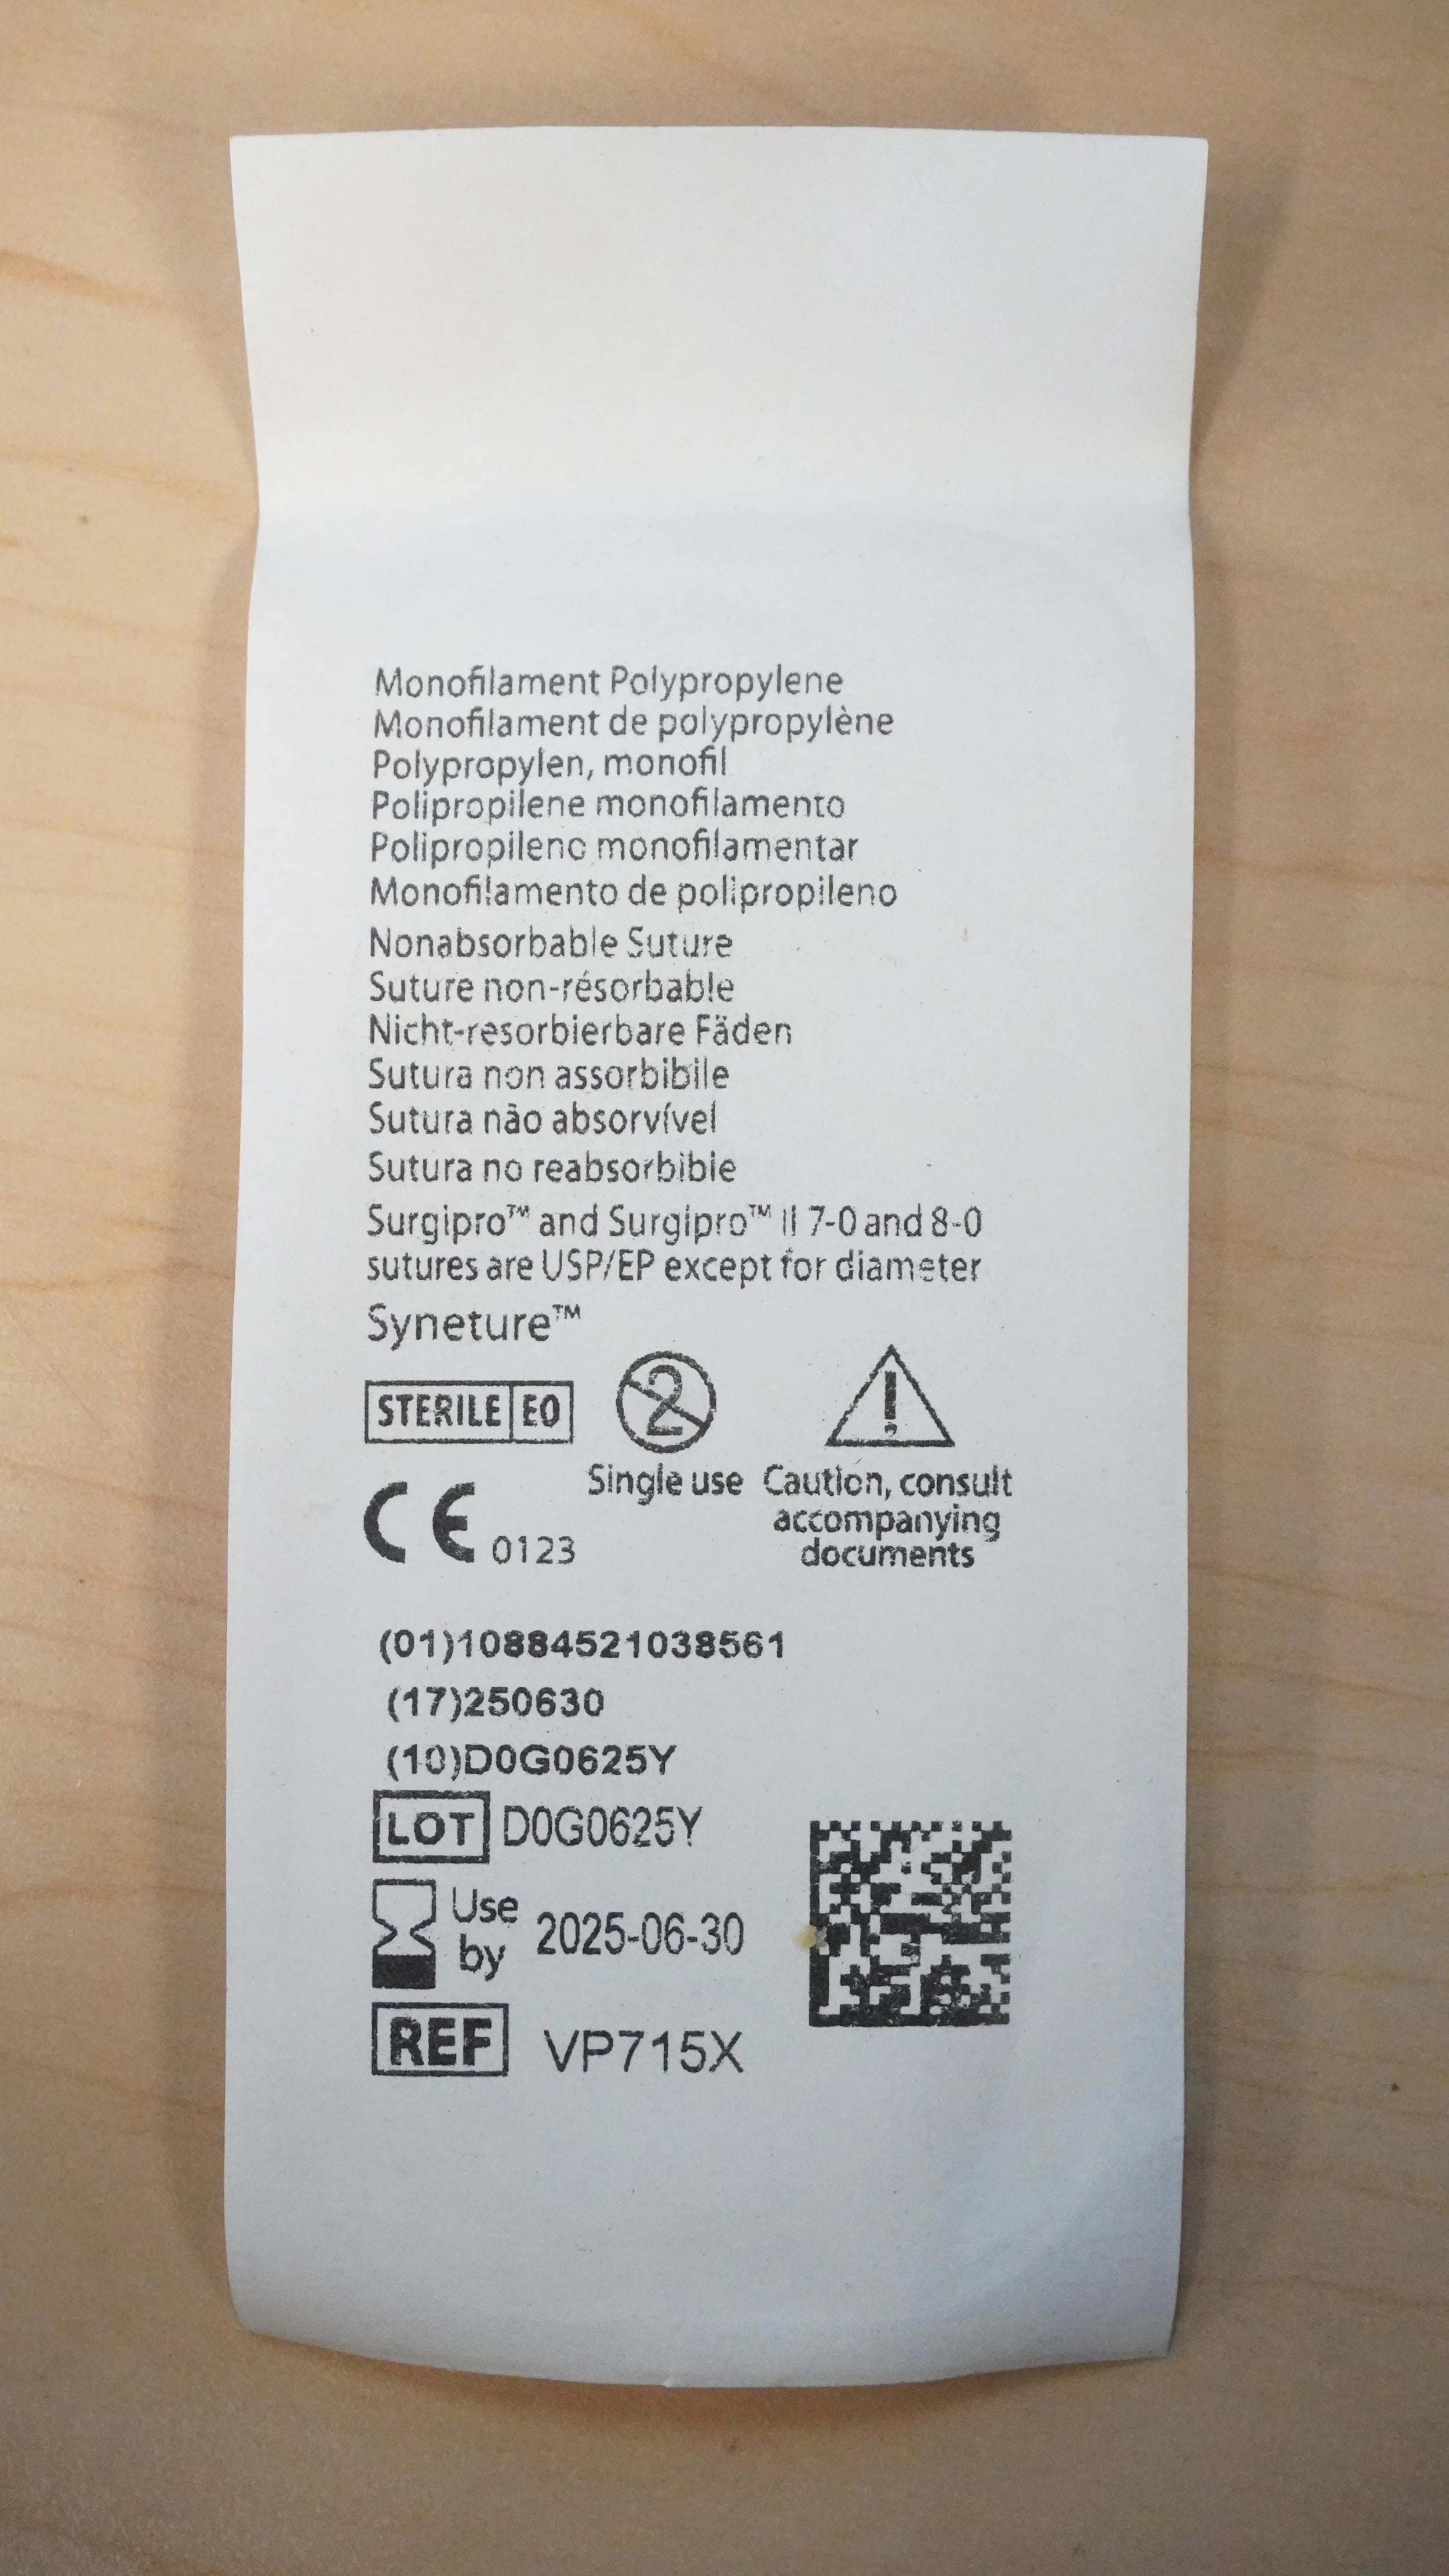 Monofilament Polypropylene
Monofilament de polypropylène
Polypropylen, monofil
Polipropilene monofilamento
Polipropileno monofilamentar
Monofilamento de polipropileno
Nonabsorbable Suture
Suture non-résorbable
Nicht-resorbierbare Fäden
Sutura non assorbibile
Sutura não absorvível
Sutura no reabsorbible
Surgipro™ and Surgipro™ II 7-0 and 8-0
sutures are USP/EP except for diameter
Syneture™
STERILE EO
2
!
Single use
Caution, consult
accompanying
documents
CE 0123
(01)10884521038561
(17)250630
(10)D0G0625Y
LOT D0G0625Y
Use by 2025-06-30
REF VP715X